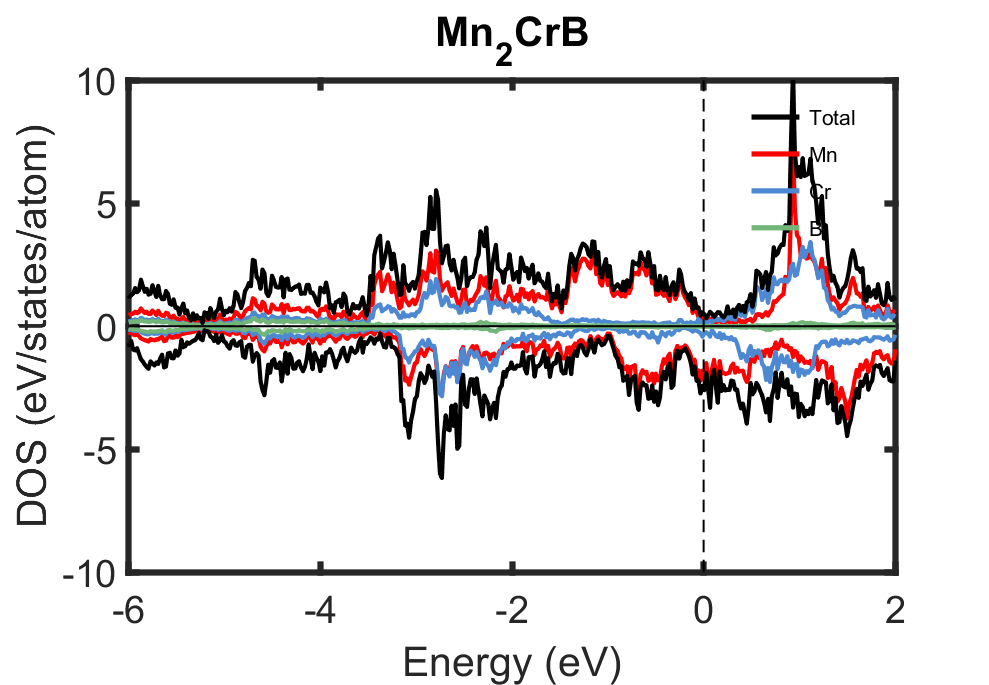 Mn₂CrB
10
5
0
-5
-10
DOS (eV/states/atom)
Total
Mn
Cr
B
-6 -4 -2 0 2
Energy (eV)